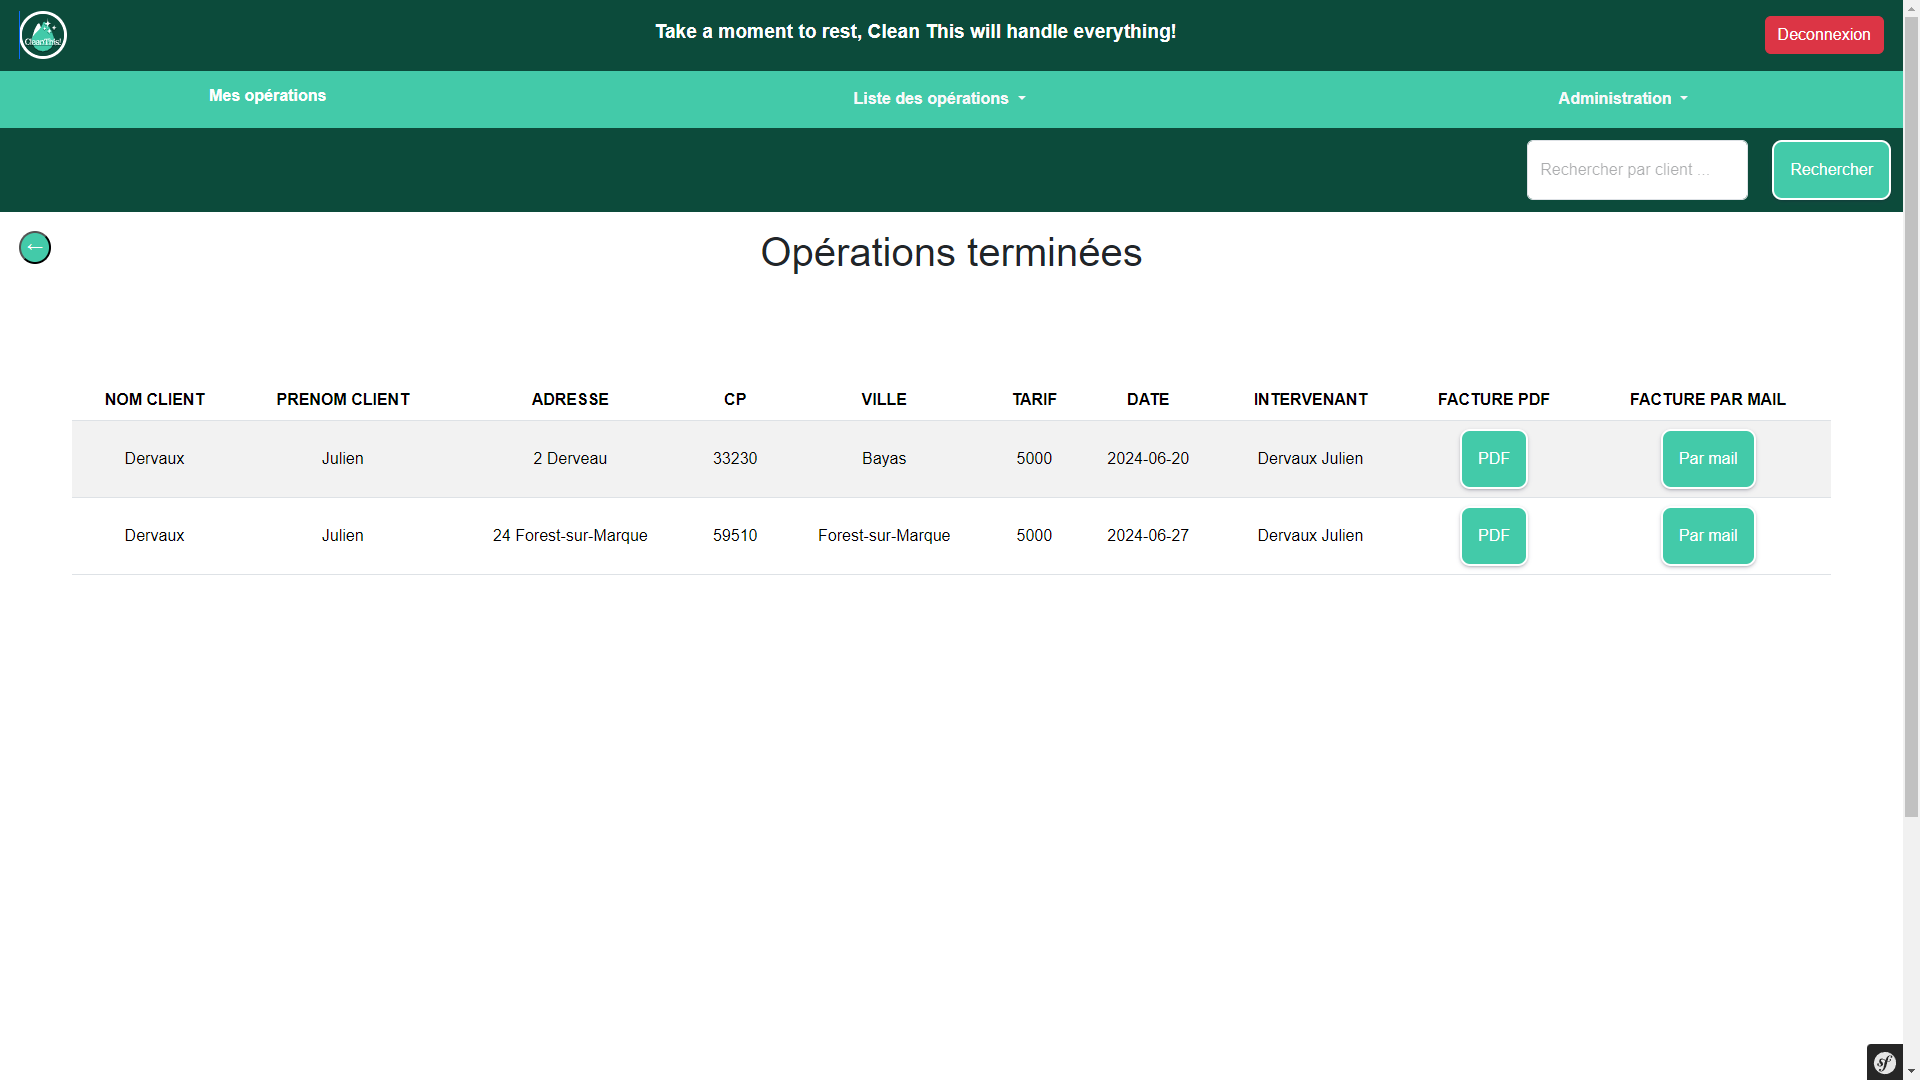 CleanThis!
Take a moment to rest, Clean This will handle everything!
Deconnexion
Mes opérations
Liste des opérations
Administration
Rechercher par client ...
Rechercher
←
Opérations terminées
NOM CLIENT PRENOM CLIENT ADRESSE CP VILLE TARIF DATE INTERVENANT FACTURE PDF FACTURE PAR MAIL
Dervaux Julien 2 Derveau 33230 Bayas 5000 2024-06-20 Dervaux Julien PDF Par mail
Dervaux Julien 24 Forest-sur-Marque 59510 Forest-sur-Marque 5000 2024-06-27 Dervaux Julien PDF Par mail
sf